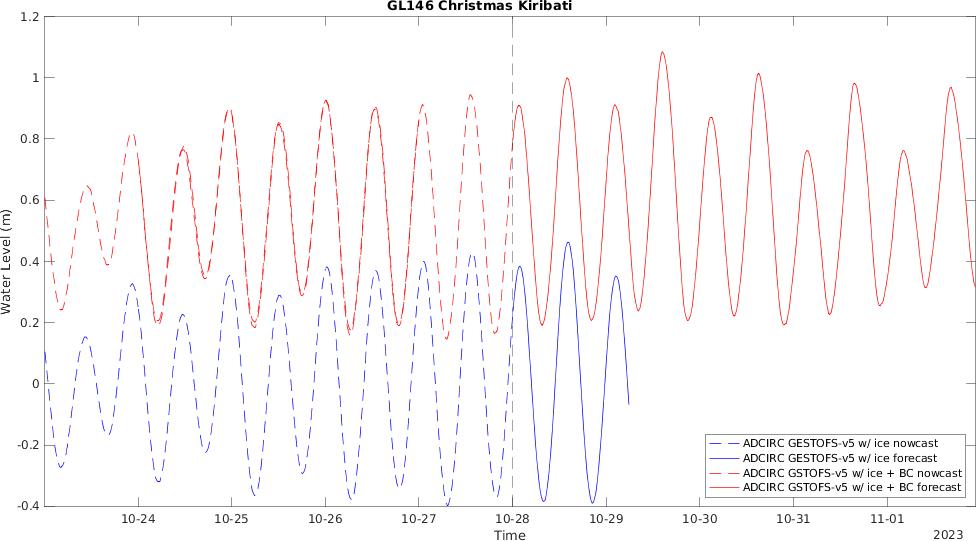 GL146 Christmas Kiribati
1.2
1
0.8
0.6
0.4
0.2
0
-0.2
-0.4
Water Level (m)
ADCIRC GESTOFS-v5 w/ ice nowcast
ADCIRC GESTOFS-v5 w/ ice forecast
ADCIRC GSTOFS-v5 w/ ice + BC nowcast
ADCIRC GSTOFS-v5 w/ ice + BC forecast
10-24 10-25 10-26 10-27 10-28 10-29 10-30 10-31 11-01
Time
2023